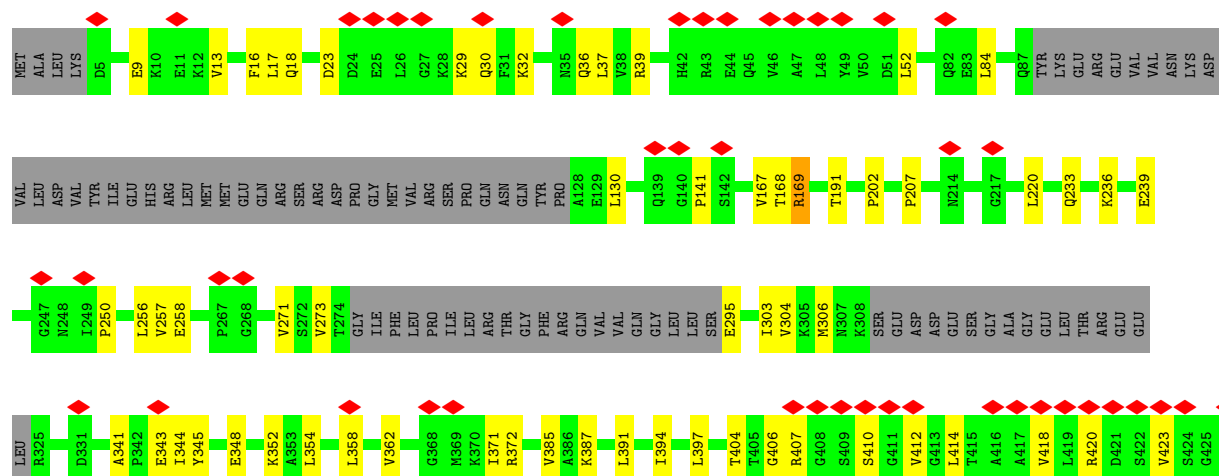 MET ALA LEU LYS D5 E9 K10 E11 K12 V13 F16 L17 Q18 D23 D24 E25 L26 G27 K28 K29 Q30 F31 K32 N35 Q36 L37 V38 R39 H42 R43 E44 Q45 V46 A47 L48 Y49 V50 D51 L52 Q82 E83 L84 Q87 TYR LYS GLU ARG GLU VAL VAL ASN LYS ASP
VAL LEU ASP VAL TYR ILE GLU HIS ARG LEU MET MET GLU GLN ARG SER ARG ASP PRO GLY MET VAL ARG SER PRO GLN ASN GLN TYR PRO A128 E129 L130 Q139 G140 P141 S142 V167 T168 R169 T191 P202 P207 N214 G217 L220 Q233 K236 E239
G247 N248 I249 P250 L256 V257 E258 P267 G268 V271 S272 V273 T274 GLY ILE PHE LEU PRO ILE LEU ARG THR GLY PHE ARG GLN VAL VAL GLN GLY LEU LEU SER E295 I303 V304 K305 M306 N307 K308 SER GLU ASP ASP GLU SER GLY ALA GLY GLU LEU THR ARG GLU GLU
LEU R325 D331 A341 P342 E343 I344 Y345 E348 K352 A353 L354 L358 V362 G368 M369 K370 I371 R372 V385 A386 K387 L391 I394 L397 T404 T405 G406 R407 G408 S409 S410 G411 V412 G413 L414 T415 A416 A417 V418 L419 R420 D421 S422 V423 S424 G425